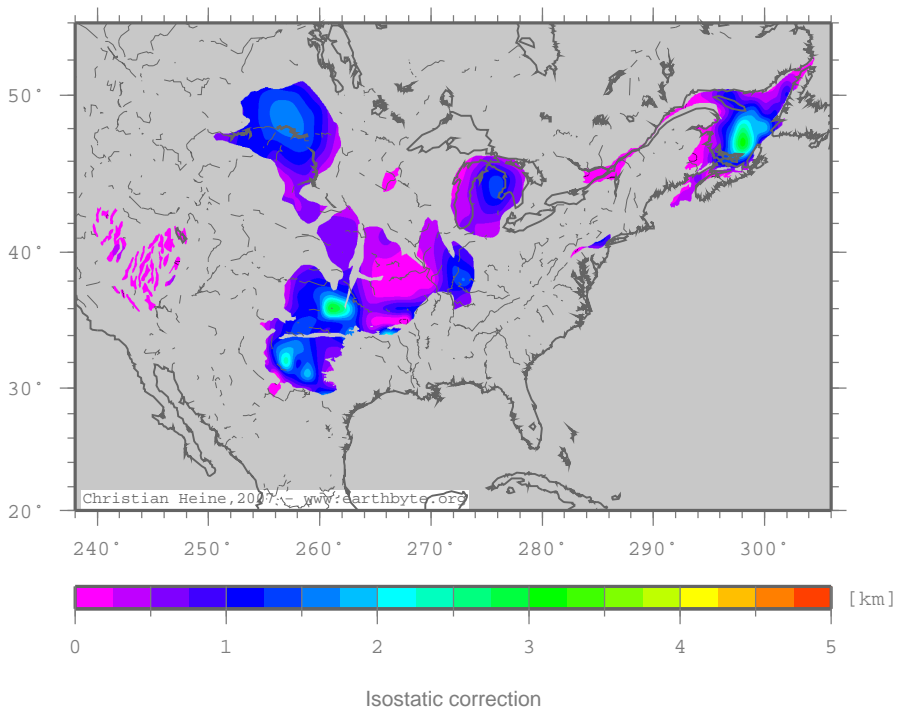 50°
40°
30°
20°
Christian Heine,2007 - www.earthbyte.org
240° 250° 260° 270° 280° 290° 300°
[km]
0 1 2 3 4 5
Isostatic correction